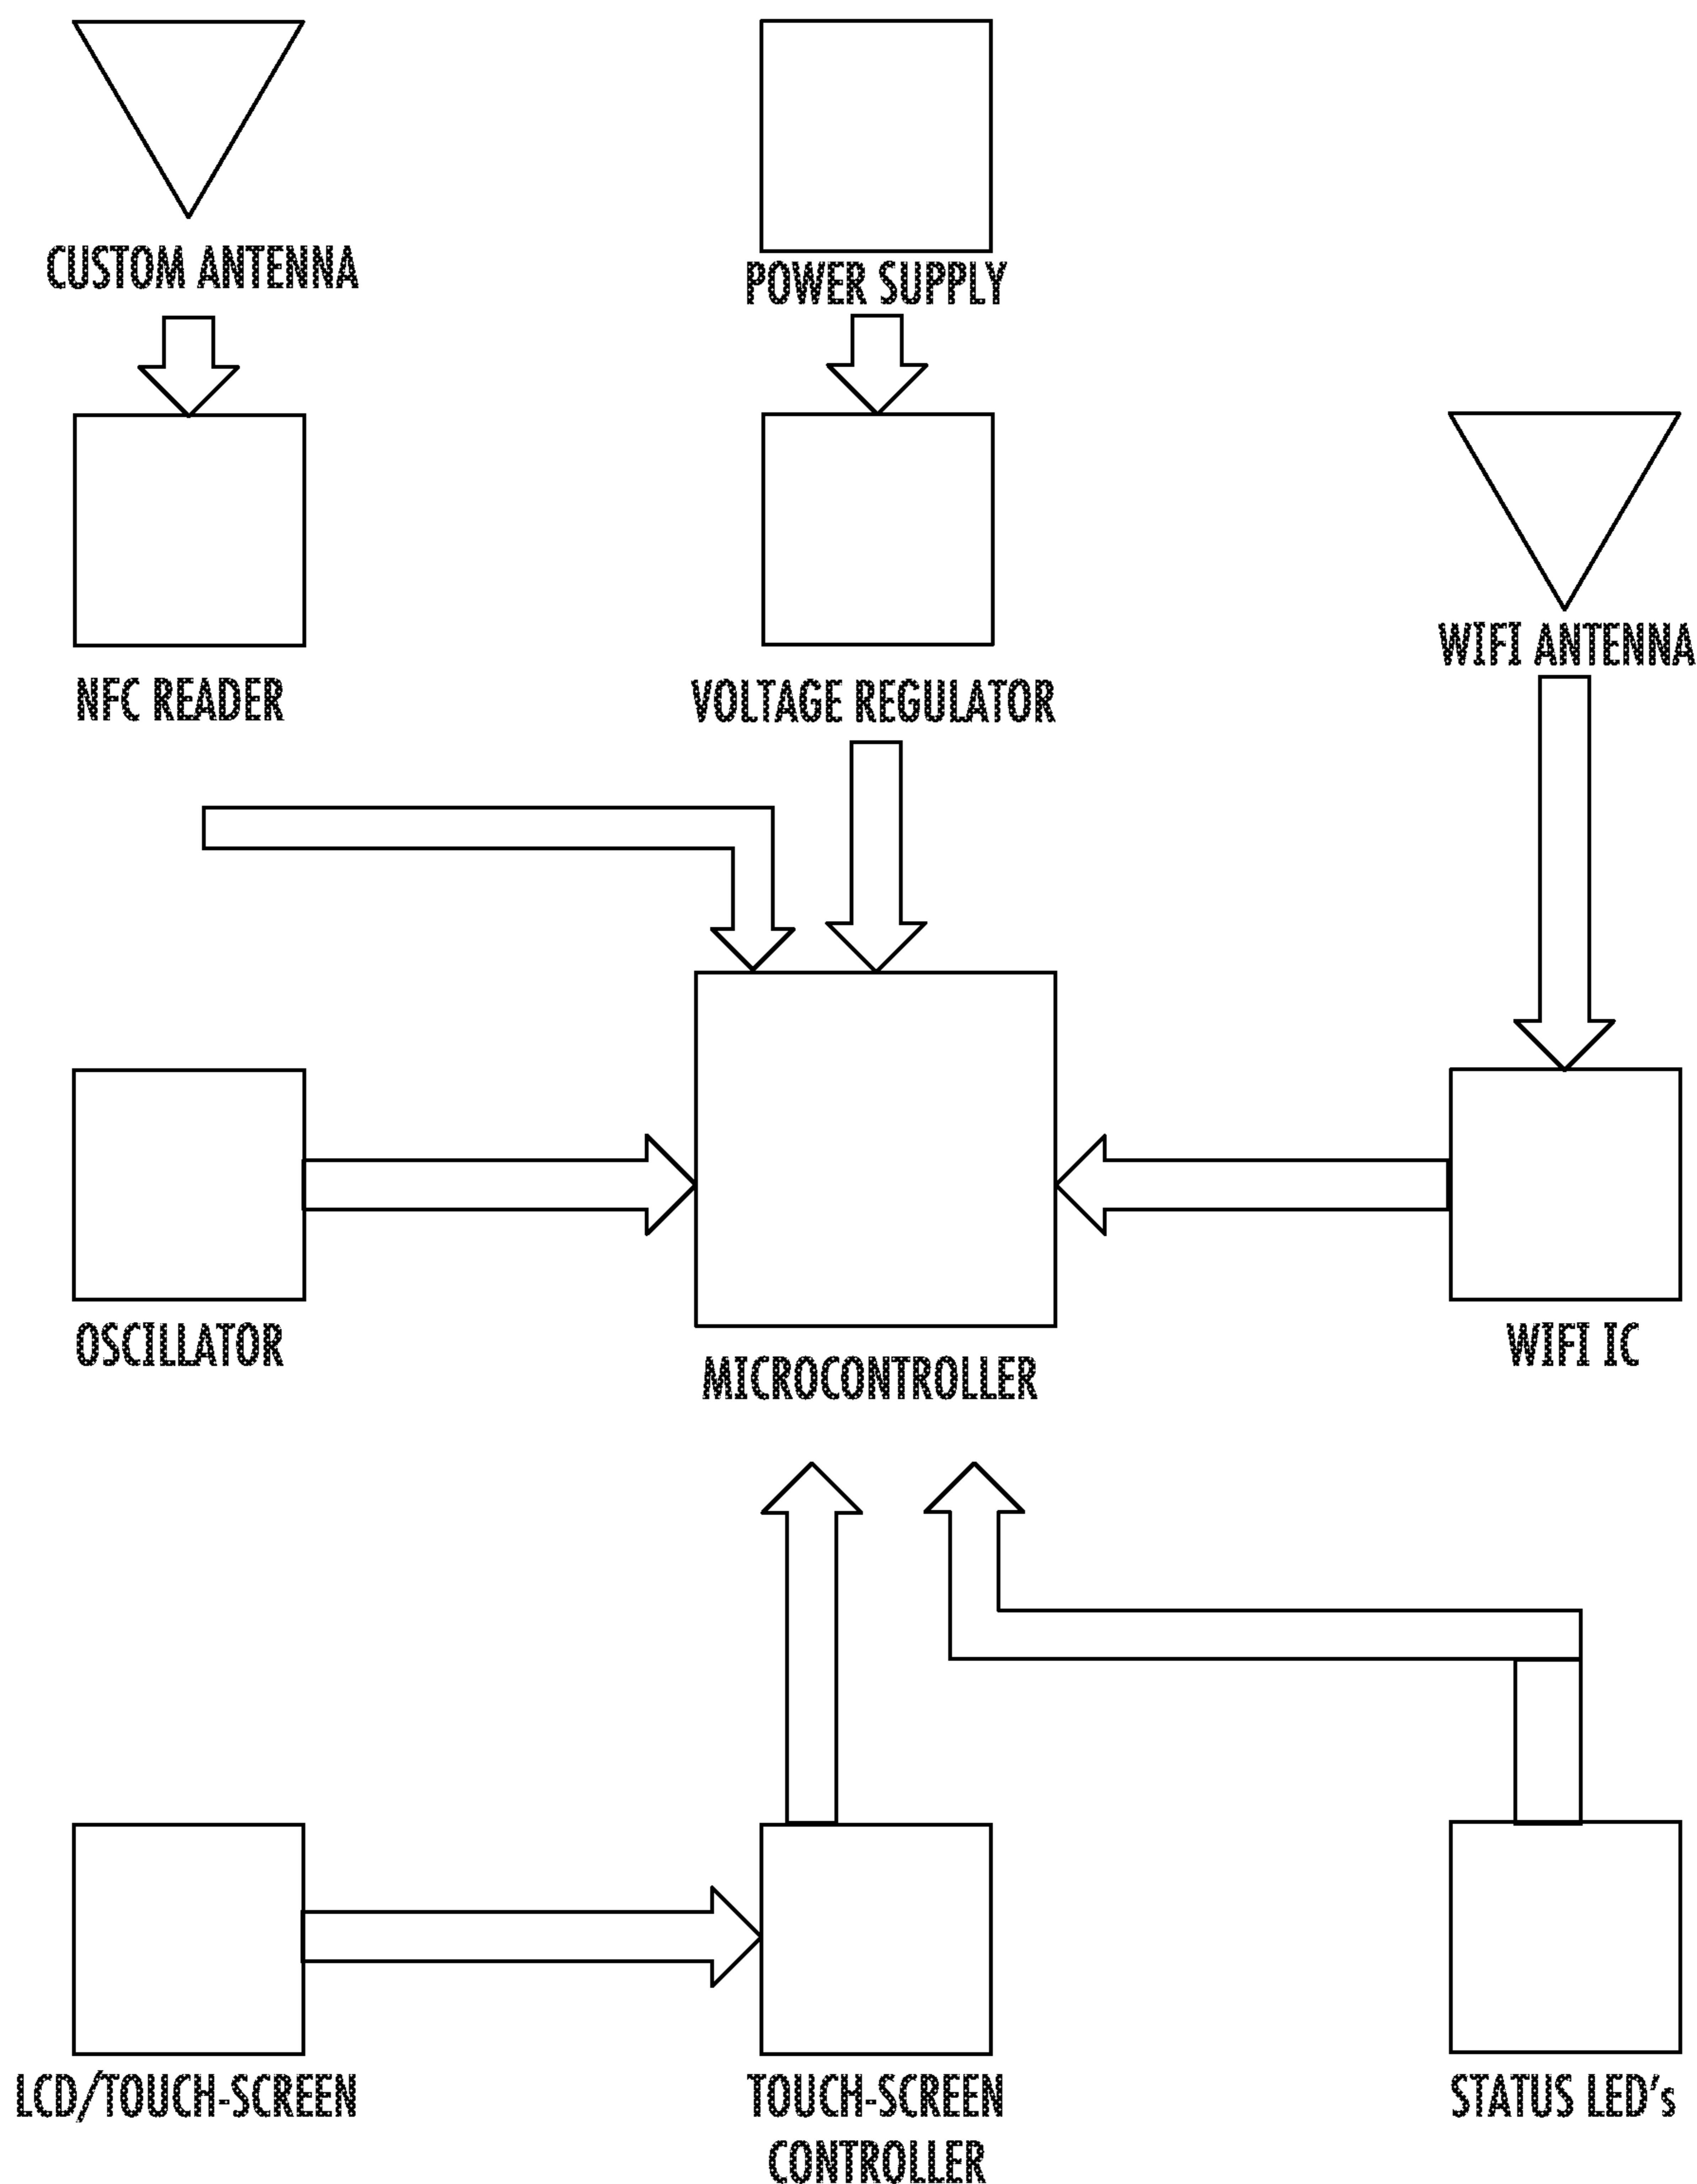 CUSTOM ANTENNA
POWER SUPPLY
WIFI ANTENNA
NFC READER
VOLTAGE REGULATOR
OSCILLATOR
MICROCONTROLLER
WIFI IC
LCD/TOUCH-SCREEN
TOUCH-SCREEN
CONTROLLER
STATUS LED's